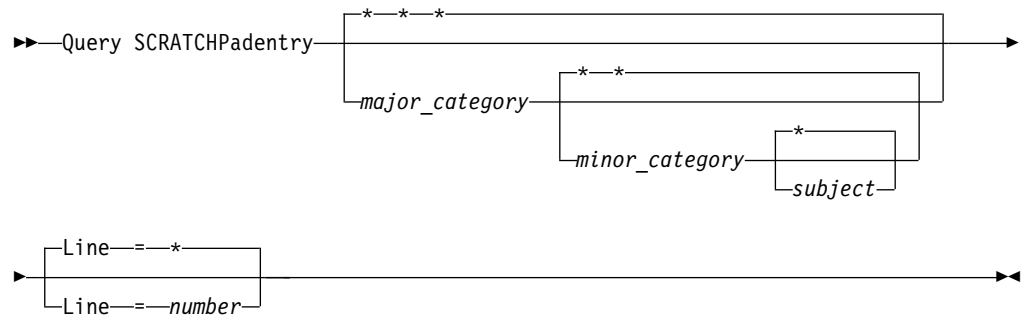 * * *
Query SCRATCHPadentry
* *
major_category
*
minor_category
subject
Line = *
Line = number